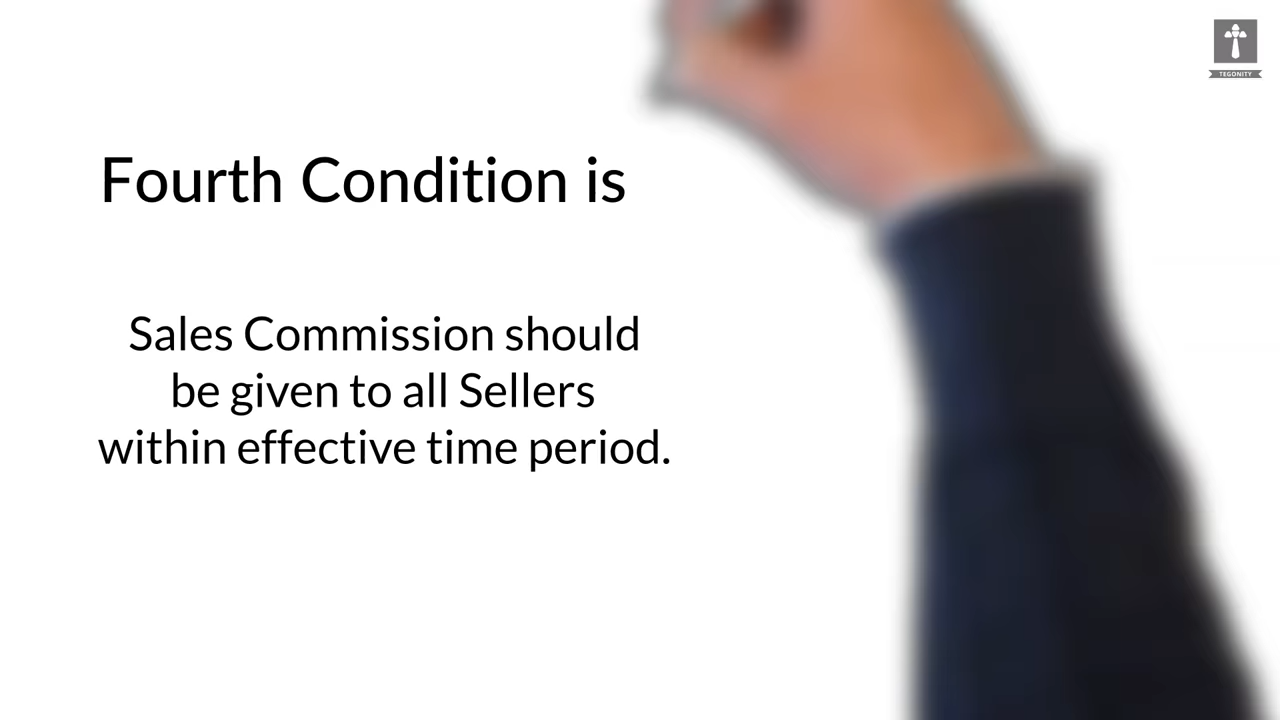 TEGONITY
Fourth Condition is
Sales Commission should
be given to all Sellers
within effective time period.